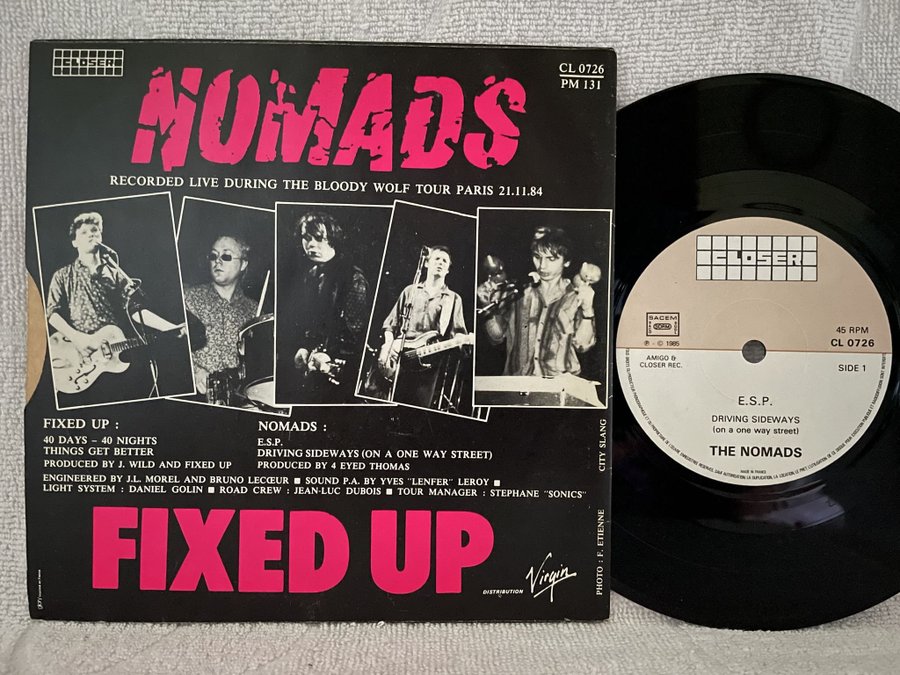 CLOSER
CL 0726
PM 131
NOMADS
RECORDED LIVE DURING THE BLOODY WOLF TOUR PARIS 21.11.84
FIXED UP :
40 DAYS – 40 NIGHTS
THINGS GET BETTER
PRODUCED BY J. WILD AND FIXED UP
NOMADS :
E.S.P.
DRIVING SIDEWAYS (ON A ONE WAY STREET)
PRODUCED BY 4 EYED THOMAS
ENGINEERED BY J.L. MOREL AND BRUNO LECŒUR ■ SOUND P.A. BY YVES "LENFER" LEROY ■
LIGHT SYSTEM : DANIEL GOLIN ■ ROAD CREW : JEAN-LUC DUBOIS ■ TOUR MANAGER : STEPHANE "SONICS"
FIXED UP
DISTRIBUTION
Virgin
PHOTO : F. ETIENNE
CITY SLANG
CLOSER
SACEM
SDRM
℗ - © 1985
45 RPM
CL 0726
AMIGO &
CLOSER REC.
SIDE 1
E.S.P.
DRIVING SIDEWAYS
(on a one way street)
THE NOMADS
MADE IN FRANCE